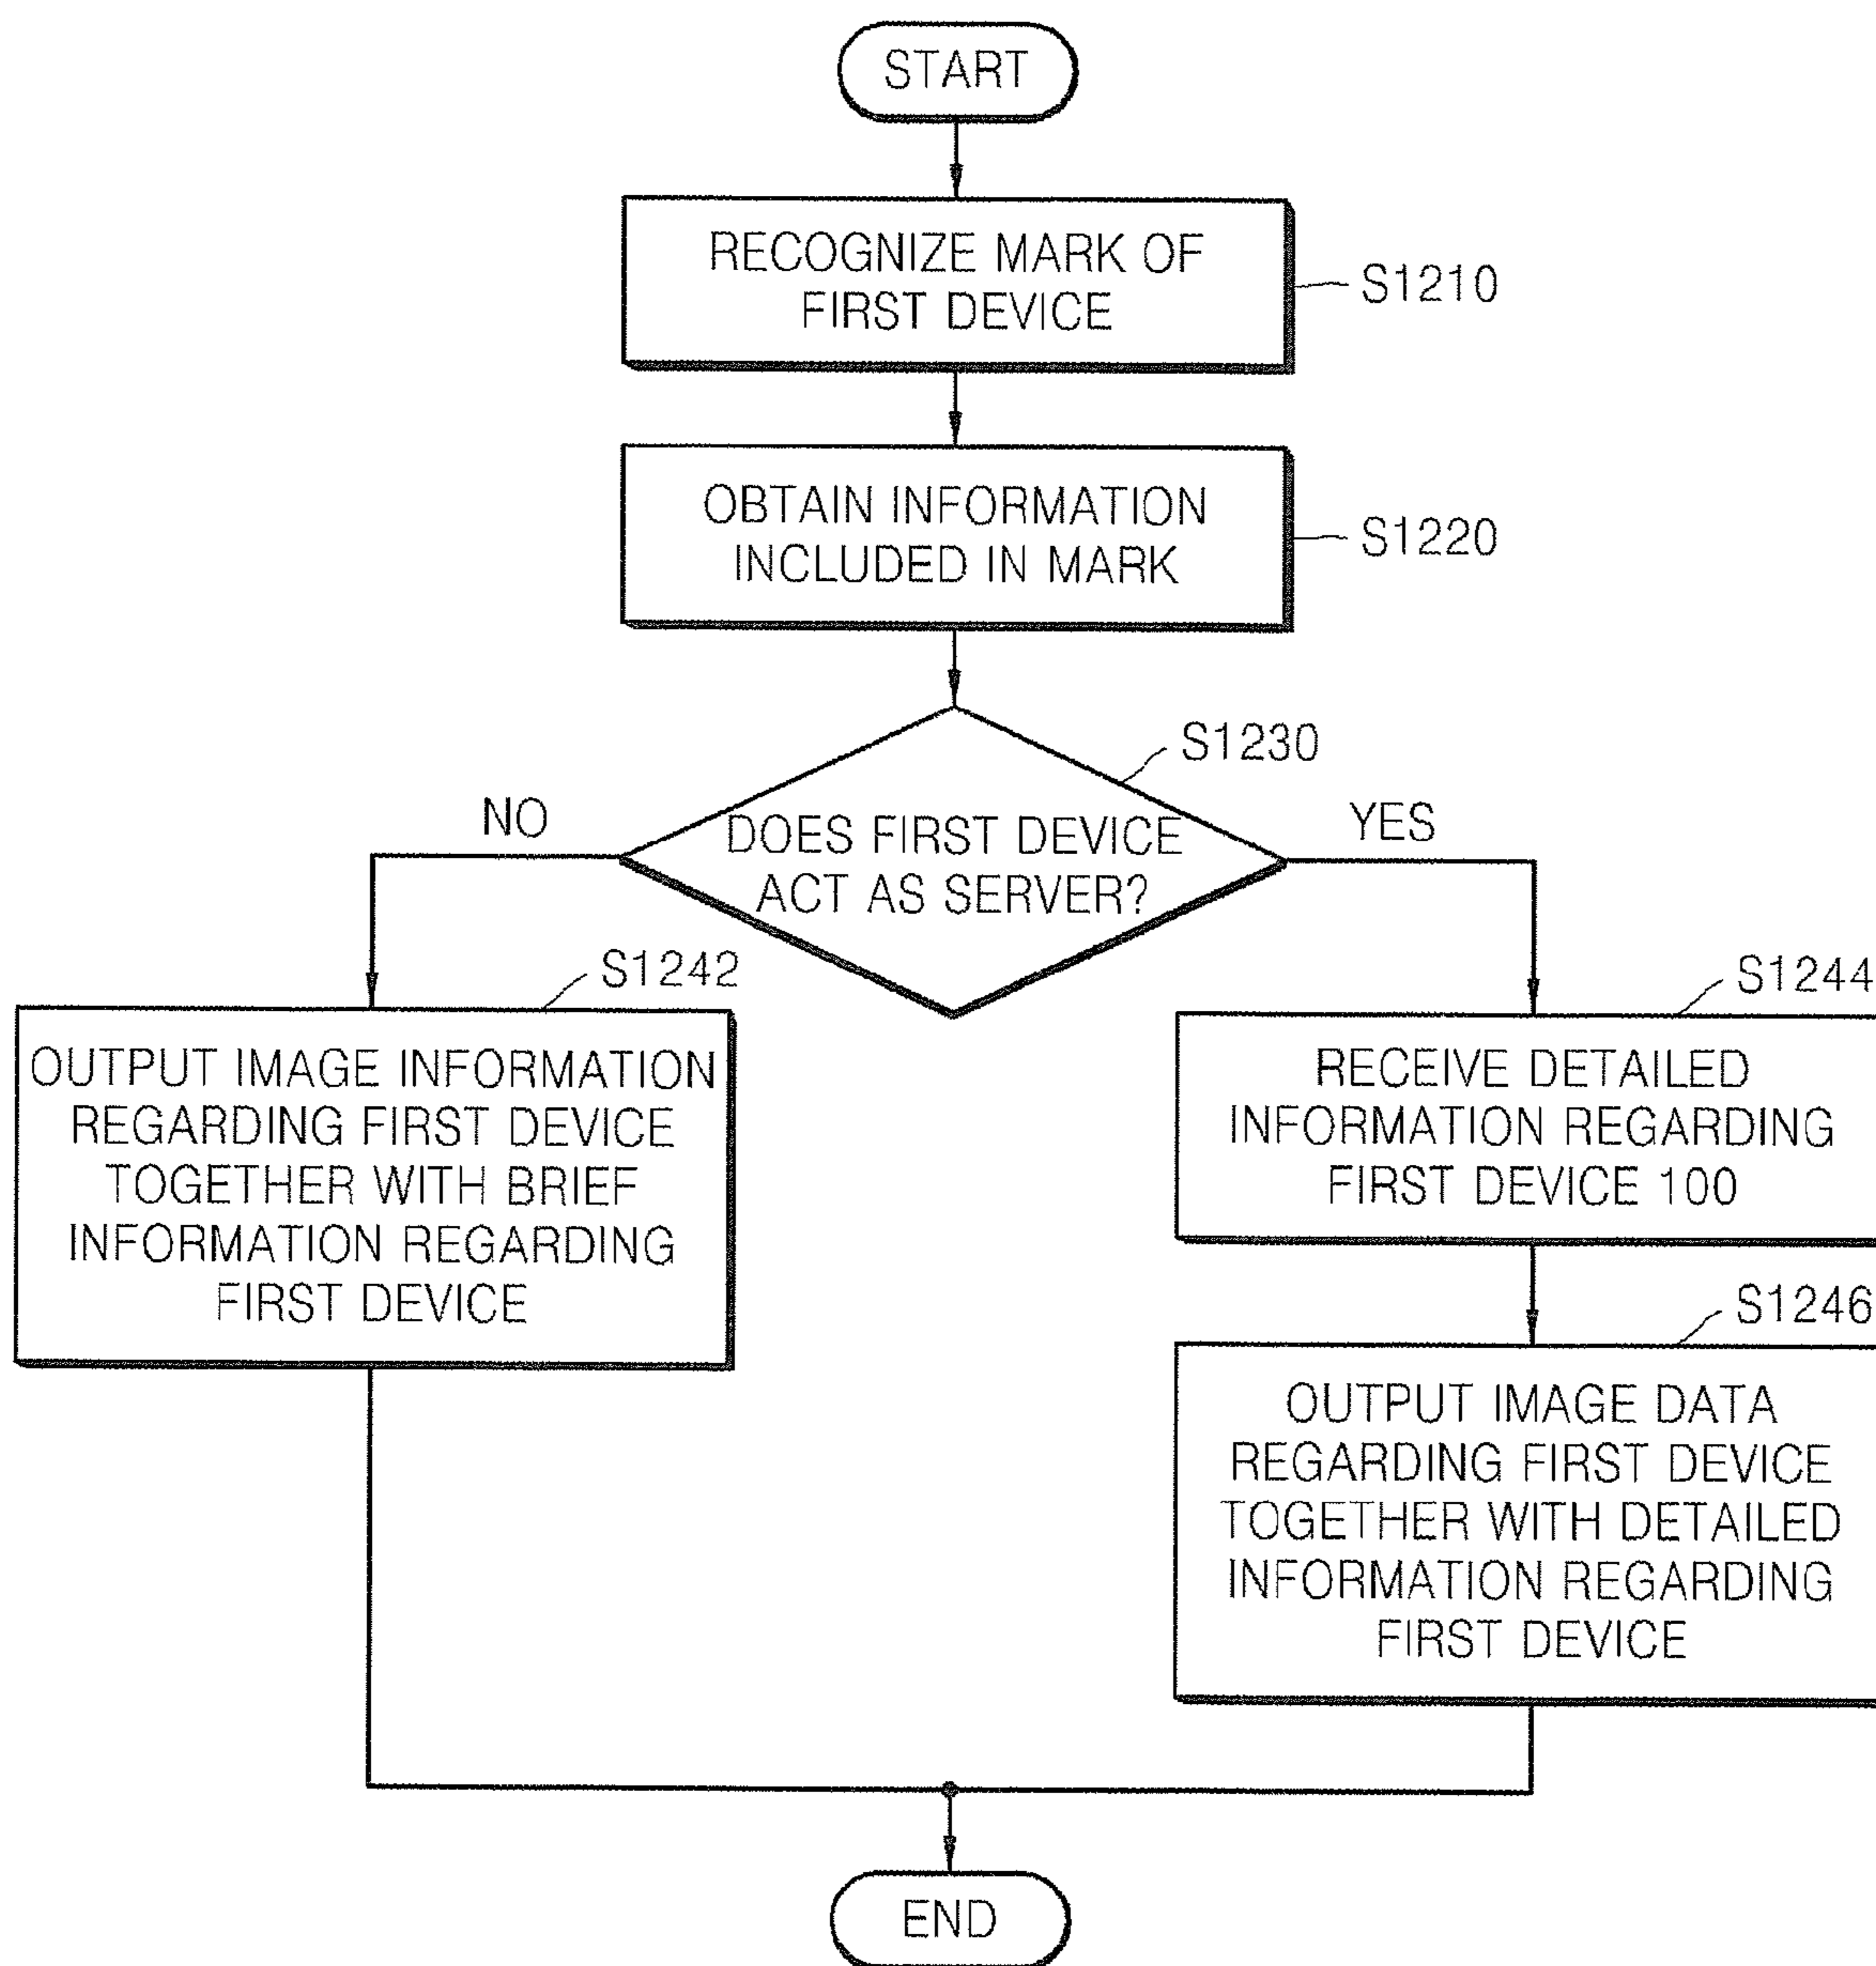 START
RECOGNIZE MARK OF
FIRST DEVICE
S1210
OBTAIN INFORMATION
INCLUDED IN MARK
S1220
S1230
NO
DOES FIRST DEVICE
ACT AS SERVER?
YES
S1242
OUTPUT IMAGE INFORMATION
REGARDING FIRST DEVICE
TOGETHER WITH BRIEF
INFORMATION REGARDING
FIRST DEVICE
S1244
RECEIVE DETAILED
INFORMATION REGARDING
FIRST DEVICE 100
S1246
OUTPUT IMAGE DATA
REGARDING FIRST DEVICE
TOGETHER WITH DETAILED
INFORMATION REGARDING
FIRST DEVICE
END